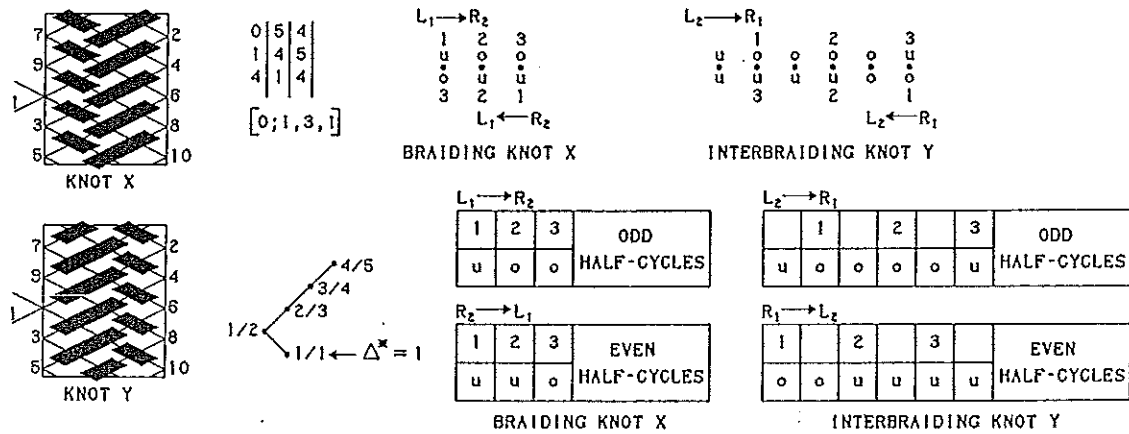 7 2
9 4
1 6
3 8
5 10
KNOT X
0 5 4
1 4 5
4 1 4
[0;1,3,1]
L₁ → R₂
1 2 3
u o o
o u u
3 2 1
L₁ ← R₂
BRAIDING KNOT X
L₂ → R₁
1 2 3
u o o o o u
u u u u o o
3 2 1
L₂ ← R₁
INTERBRAIDING KNOT Y
7 2
9 4
1 6
3 8
5 10
KNOT Y
4/5
3/4
2/3
1/2
1/1 ← Δ* = 1
L₁ → R₂
1 2 3 ODD
u o o HALF-CYCLES
R₂ → L₁
1 2 3 EVEN
u u o HALF-CYCLES
BRAIDING KNOT X
L₂ → R₁
1 2 3 ODD
u o o o o u HALF-CYCLES
R₁ → L₂
1 2 3 EVEN
o o u u u u HALF-CYCLES
INTERBRAIDING KNOT Y